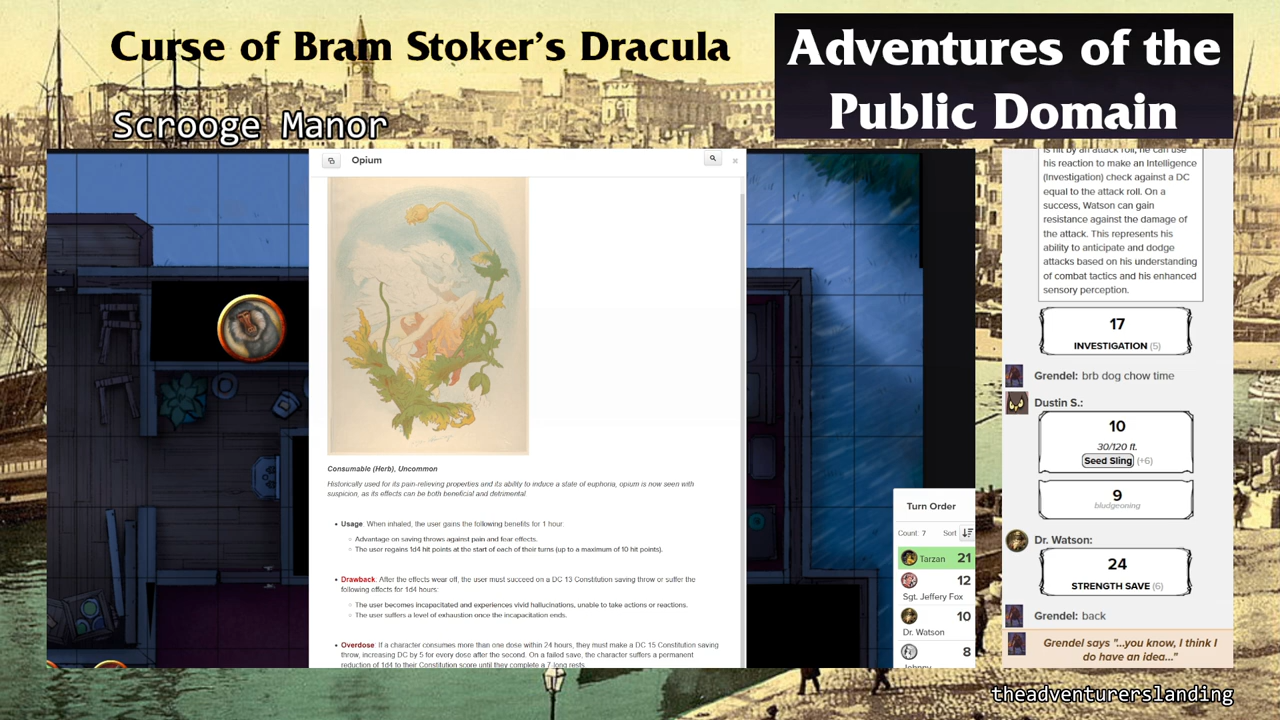 Curse of Bram Stoker's Dracula
Scrooge Manor
Adventures of the
Public Domain
Opium
Consumable (Herb), Uncommon
Historically used for its pain-relieving properties and its ability to induce a state of euphoria, opium is now seen with
suspicion, as its effects can be both beneficial and detrimental
• Usage: When inhaled, the user gains the following benefits for 1 hour:
Advantage on saving throws against pain and fear effects.
The user regains 1d4 hit points at the start of each of their turns (up to a maximum of 10 hit points).
• Drawback: After the effects wear off, the user must succeed on a DC 13 Constitution saving throw or suffer the
following effects for 1d4 hours:
The user becomes incapacitated and experiences vivid hallucinations, unable to take actions or reactions.
The user suffers a level of exhaustion once the incapacitation ends.
• Overdose: If a character consumes more than one dose within 24 hours, they must make a DC 15 Constitution saving
throw, increasing DC by 5 for every dose after the second. On a failed save, the character suffers a permanent
reduction of 1d4 to their Constitution score until they complete a 7 long rests.
Turn Order
Count: 7 Sort
Tarzan 21
12
Sgt. Jeffery Fox
10
Dr. Watson
8
Johnny
is hit by an attack roll, he can use
his reaction to make an Intelligence
(Investigation) check against a DC
equal to the attack roll. On a
success, Watson can gain
resistance against the damage of
the attack. This represents his
ability to anticipate and dodge
attacks based on his understanding
of combat tactics and his enhanced
sensory perception.
17
INVESTIGATION (5)
Grendel: brb dog chow time
Dustin S.:
10
30/120 ft.
Seed Sling (+6)
9
bludgeoning
Dr. Watson:
24
STRENGTH SAVE (6)
Grendel: back
Grendel says "...you know, I think I
do have an idea..."
theadventurerslanding